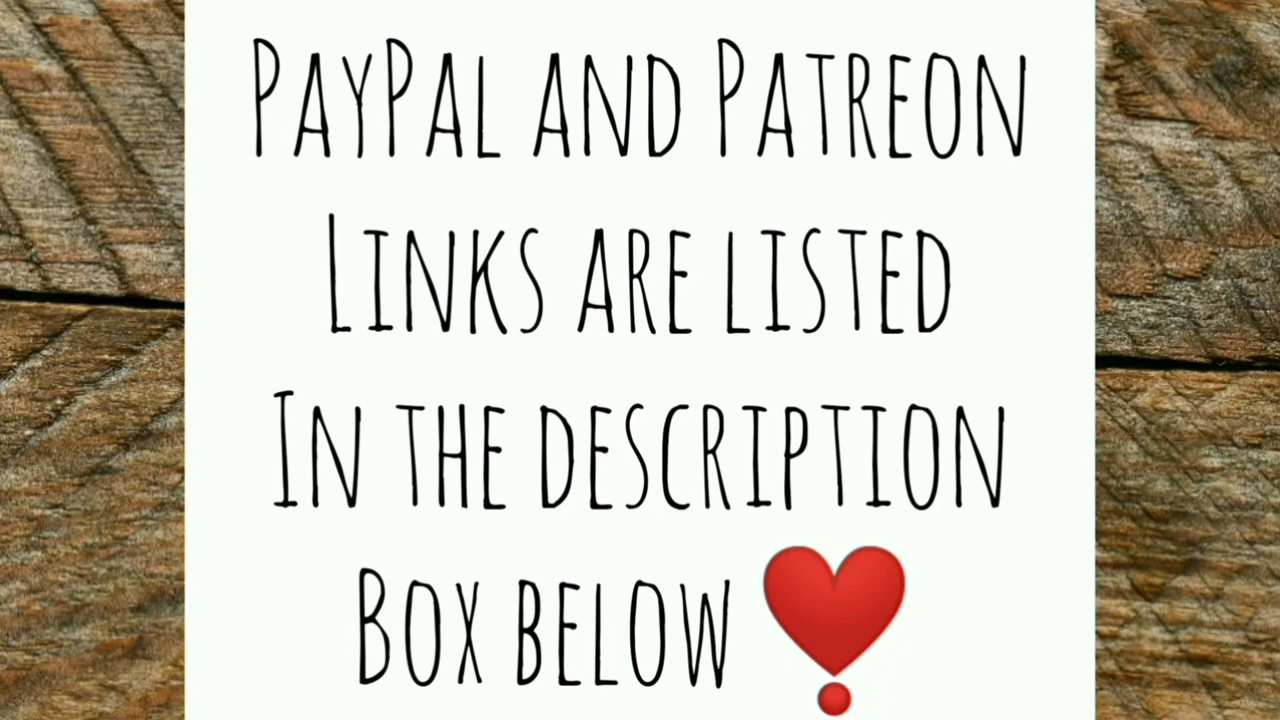 PayPal and Patreon
Links are listed
In the description
Box below ❣️